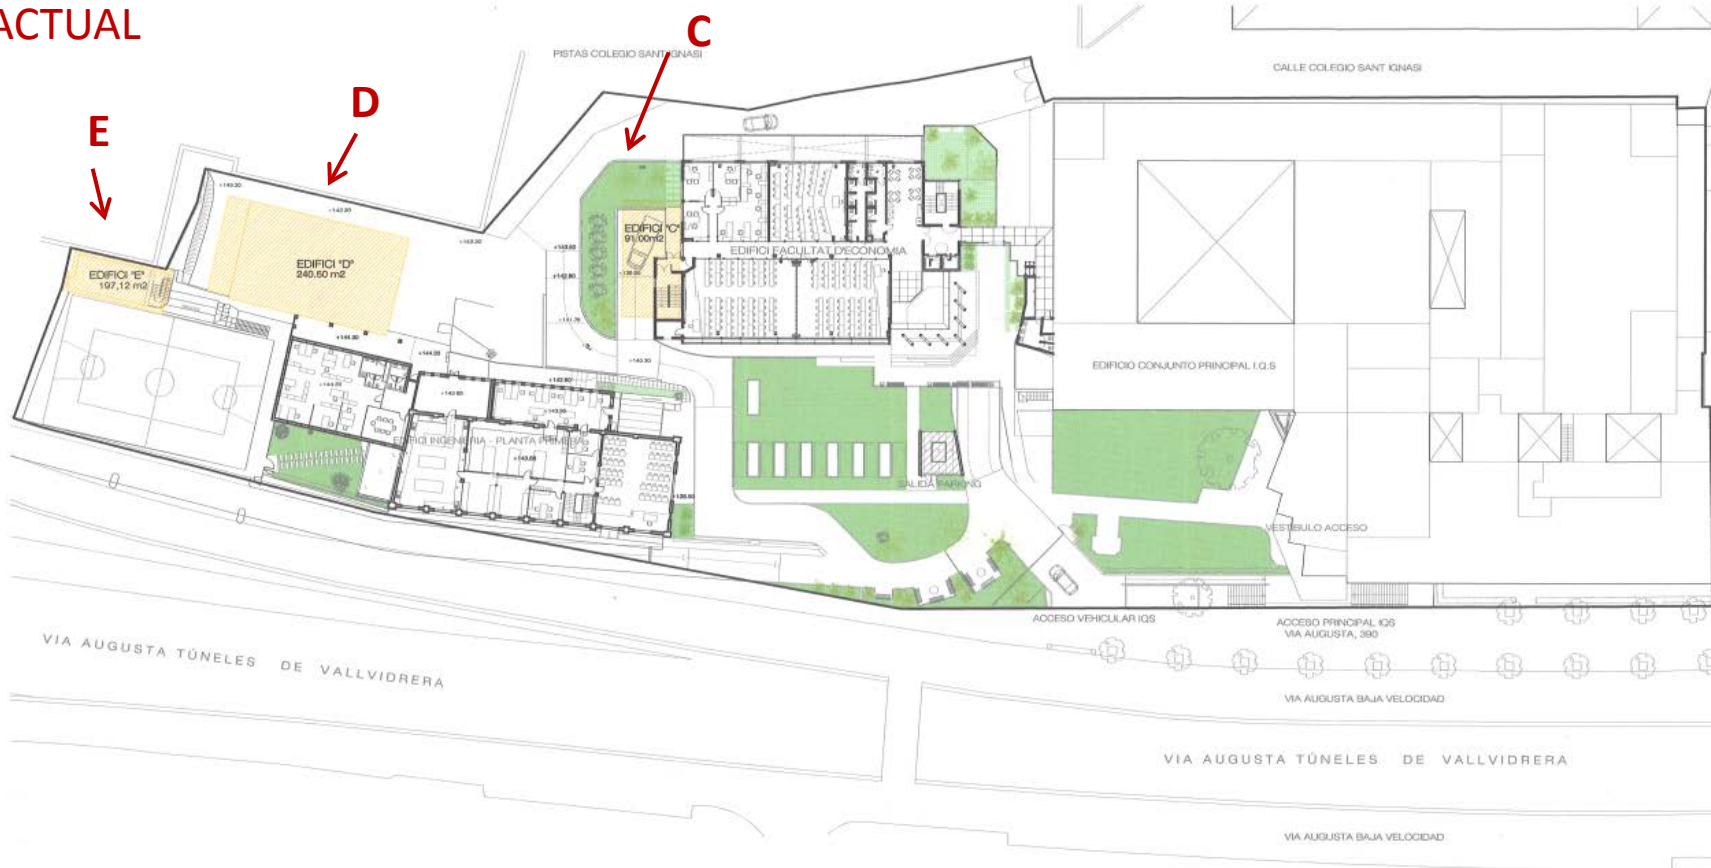 ACTUAL
C
PISTAS COLEGIO SANT IGNASI
CALLE COLEGIO SANT IGNASI
D
E
EDIFICI "C"
91,00m2
EDIFICI FACULTAT D'ECONOMIA
EDIFICI "D"
240,60 m2
EDIFICI "E"
197,12 m2
EDIFICIO CONJUNTO PRINCIPAL I.Q.S
EDIFICI INGENIERIA - PLANTA PRIMERA
SALIDA PARKING
VESTIBULO ACCESO
ACCESO VEHICULAR IQS
ACCESO PRINCIPAL IQS
VIA AUGUSTA, 390
VIA AUGUSTA TÚNELES DE VALLVIDRERA
VIA AUGUSTA BAJA VELOCIDAD
VIA AUGUSTA TÚNELES DE VALLVIDRERA
VIA AUGUSTA BAJA VELOCIDAD